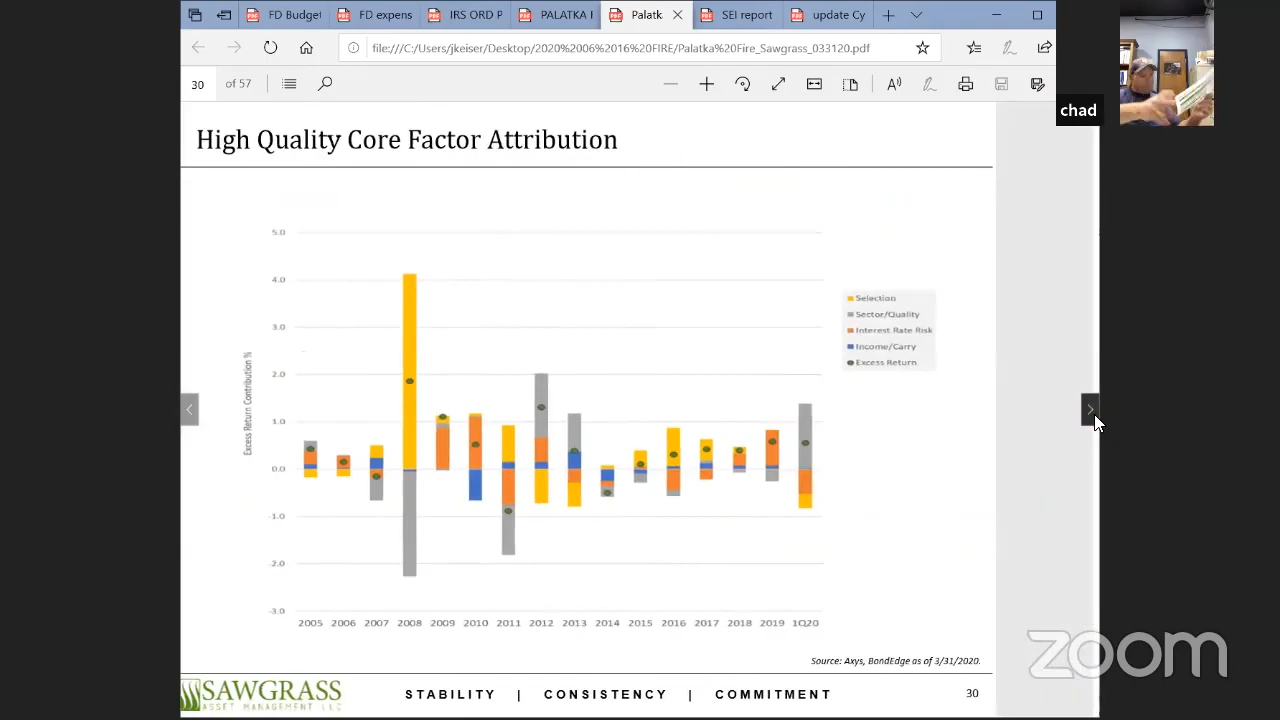 FD Budget
FD expens
IRS ORD P
PALATKA I
Palatk
SEI report
update Cy
file:///C:/Users/jkeiser/Desktop/2020%2006%2016%20FIRE/Palatka%20Fire_Sawgrass_033120.pdf
30 of 57
chad
High Quality Core Factor Attribution
5.0
4.0
3.0
2.0
1.0
0.0
-1.0
-2.0
-3.0
Excess Return Contribution %
Selection
Sector/Quality
Interest Rate Risk
Income/Carry
Excess Return
2005 2006 2007 2008 2009 2010 2011 2012 2013 2014 2015 2016 2017 2018 2019 1Q20
Source: Axys, BondEdge as of 3/31/2020.
SAWGRASS
ASSET MANAGEMENT LLC
STABILITY | CONSISTENCY | COMMITMENT
30
zoom